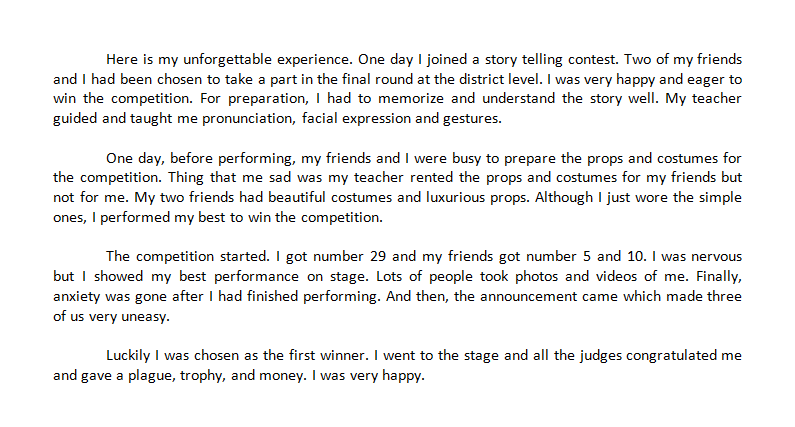 Here is my unforgettable experience. One day I joined a story telling contest. Two of my friends
and I had been chosen to take a part in the final round at the district level. I was very happy and eager to
win the competition. For preparation, I had to memorize and understand the story well. My teacher
guided and taught me pronunciation, facial expression and gestures.
One day, before performing, my friends and I were busy to prepare the props and costumes for
the competition. Thing that me sad was my teacher rented the props and costumes for my friends but
not for me. My two friends had beautiful costumes and luxurious props. Although I just wore the simple
ones, I performed my best to win the competition.
The competition started. I got number 29 and my friends got number 5 and 10. I was nervous
but I showed my best performance on stage. Lots of people took photos and videos of me. Finally,
anxiety was gone after I had finished performing. And then, the announcement came which made three
of us very uneasy.
Luckily I was chosen as the first winner. I went to the stage and all the judges congratulated me
and gave a plague, trophy, and money. I was very happy.